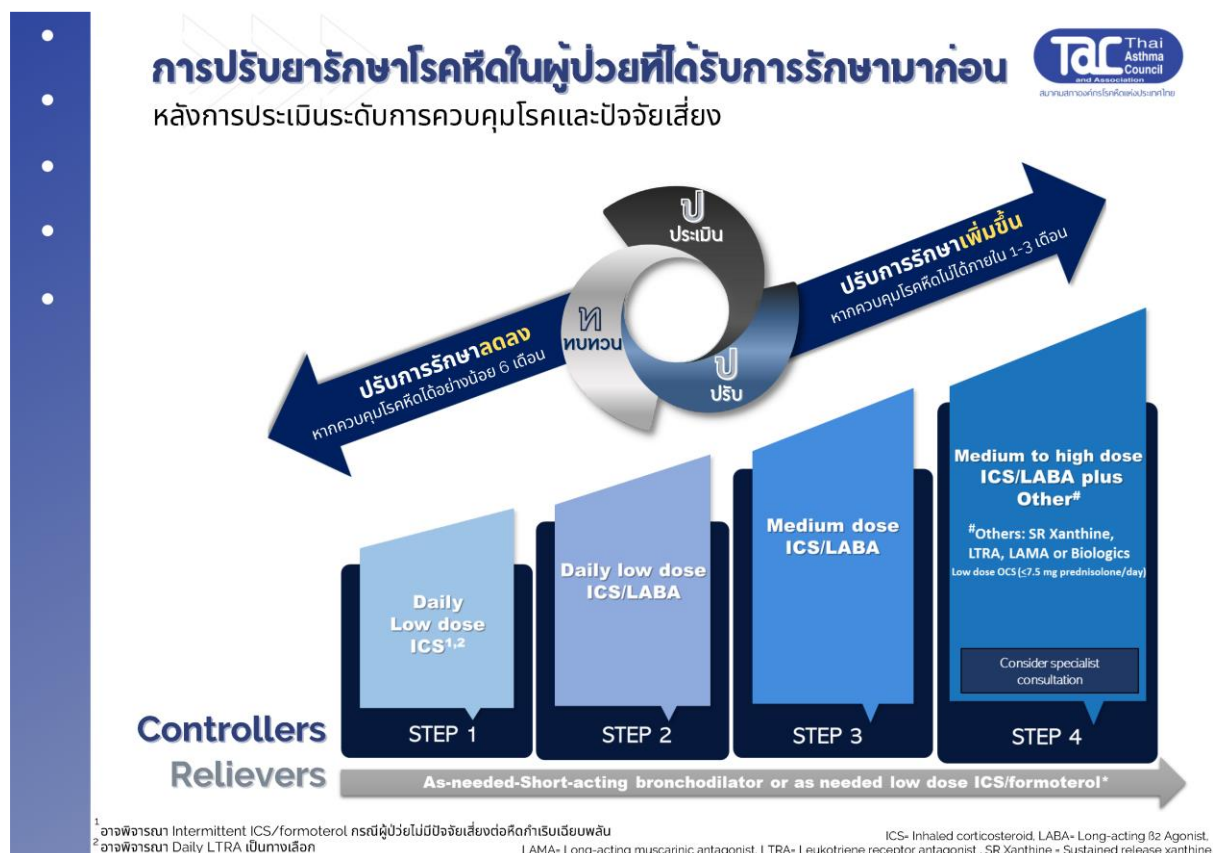 การปรับยารักษาโรคหืดในผู้ป่วยที่ได้รับการรักษามาก่อน
หลังการประเมินระดับการควบคุมโรคและปัจจัยเสี่ยง
TAC Thai
Asthma
Council
and Association
สมาคมสภาองค์กรโรคหืดแห่งประเทศไทย
ป
ประเมิน
ท
ทบทวน
ป
ปรับ
ปรับการรักษาเพิ่มขึ้น
หากควบคุมโรคหืดไม่ได้ภายใน 1-3 เดือน
ปรับการรักษาลดลง
หากควบคุมโรคหืดได้อย่างน้อย 6 เดือน
Daily
Low dose
ICS1,2
STEP 1
Daily low dose
ICS/LABA
STEP 2
Medium dose
ICS/LABA
STEP 3
Medium to high dose
ICS/LABA plus
Other#
#Others: SR Xanthine,
LTRA, LAMA or Biologics
Low dose OCS (≤7.5 mg prednisolone/day)
Consider specialist
consultation
STEP 4
Controllers
Relievers
As-needed-Short-acting bronchodilator or as needed low dose ICS/formoterol*
1 อาจพิจารณา Intermittent ICS/formoterol กรณีผู้ป่วยไม่มีปัจจัยเสี่ยงต่อหืดกำเริบเฉียบพลัน
2 อาจพิจารณา Daily LTRA เป็นทางเลือก
ICS- Inhaled corticosteroid, LABA- Long-acting ß2 Agonist,
LAMA- Long-acting muscarinic antagonist, LTRA- Leukotriene receptor antagonist , SR Xanthine = Sustained release xanthine